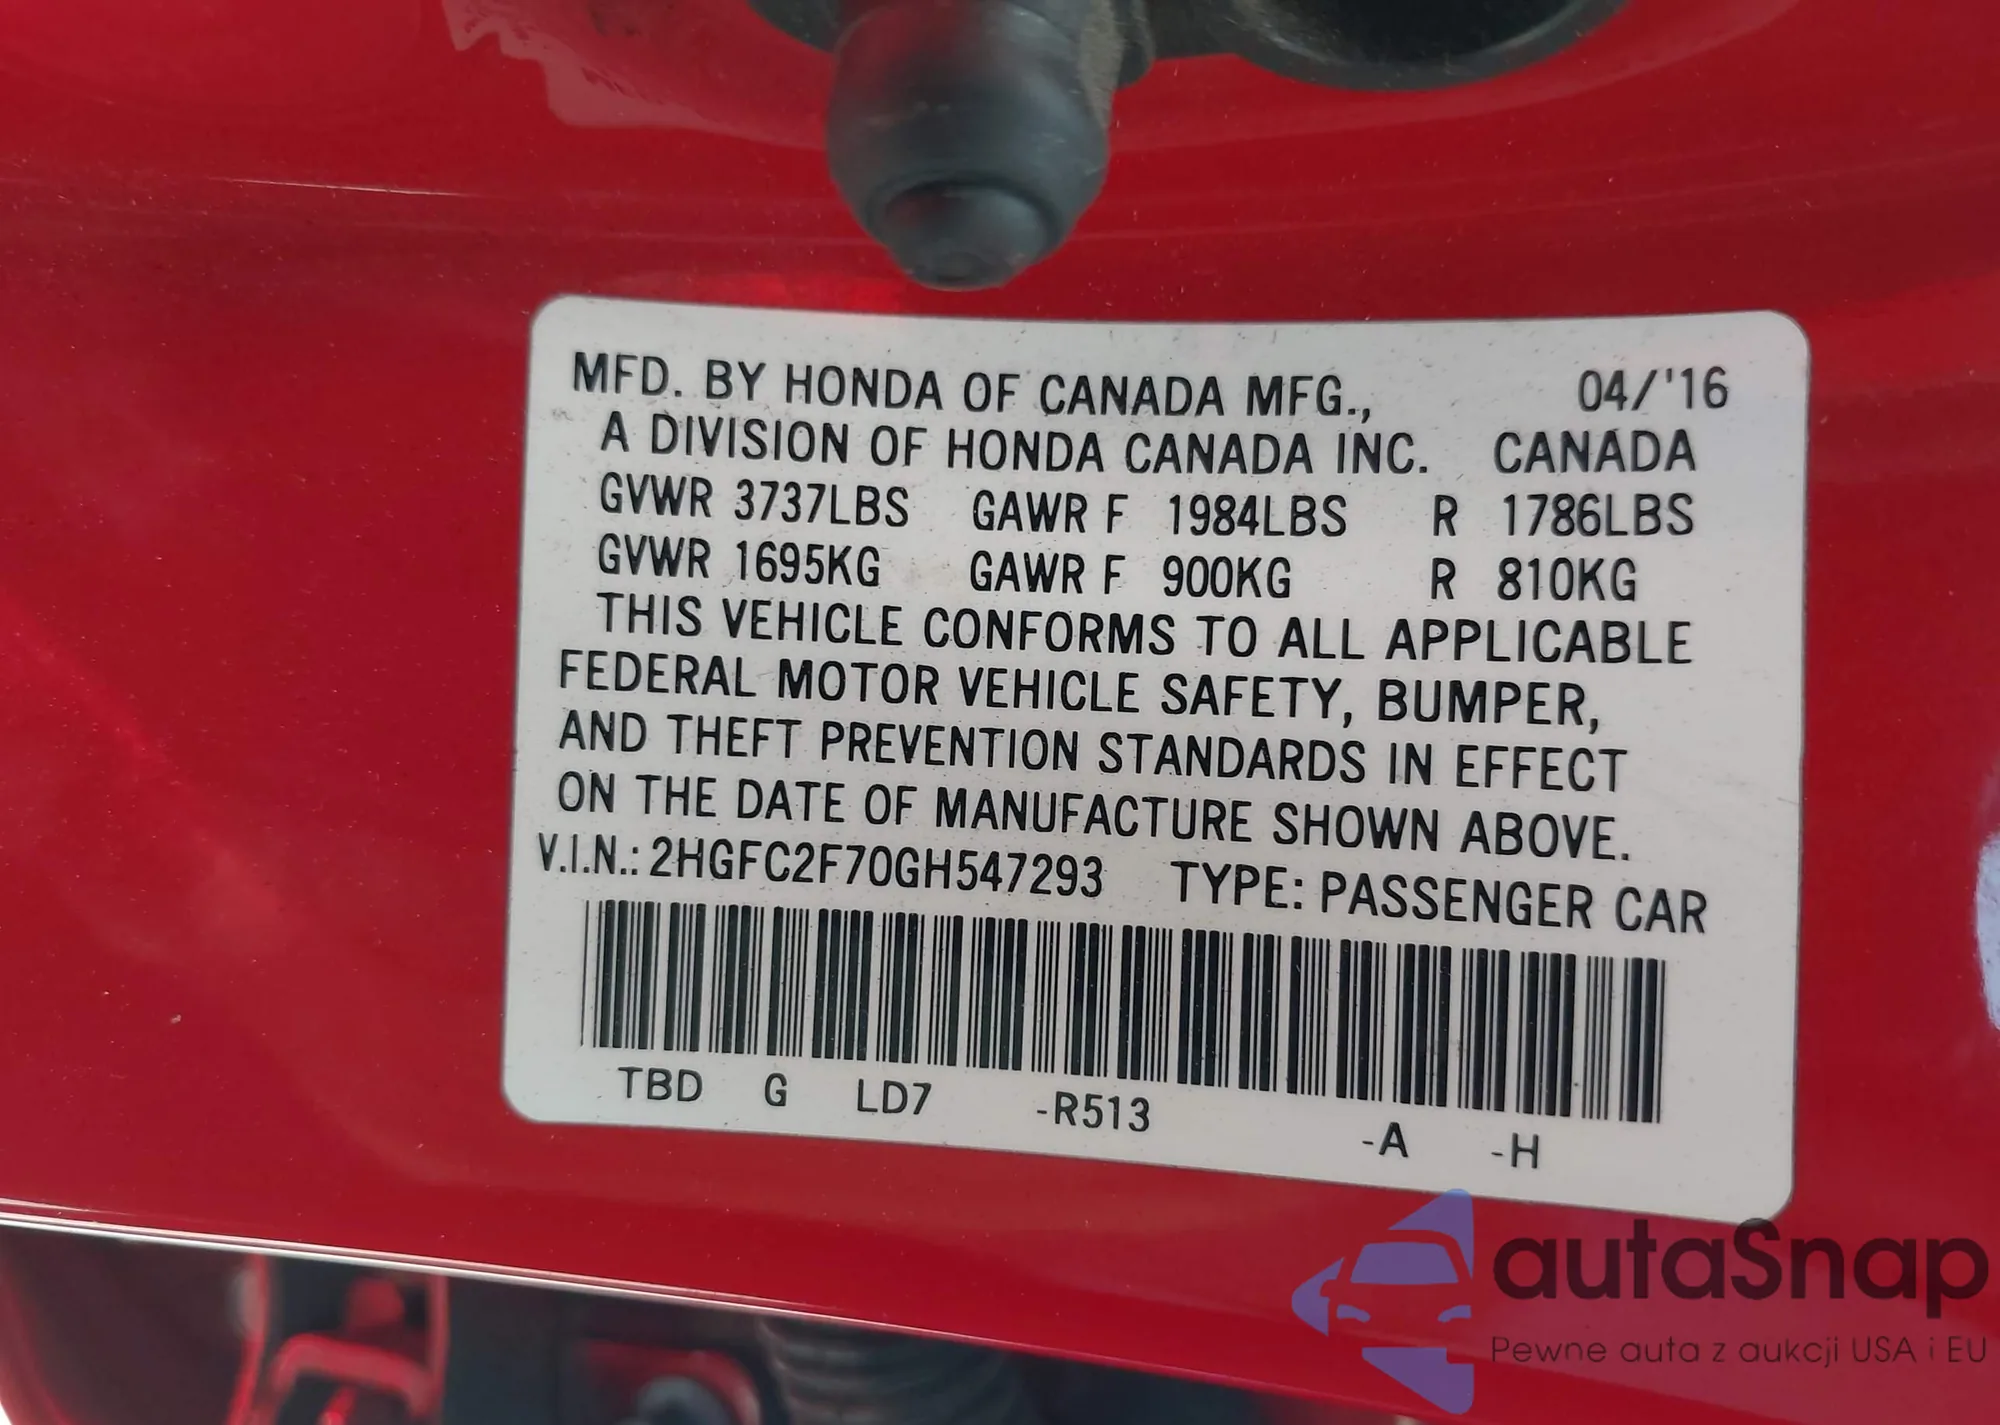 MFD. BY HONDA OF CANADA MFG., 04/'16
A DIVISION OF HONDA CANADA INC. CANADA
GVWR 3737LBS GAWR F 1984LBS R 1786LBS
GVWR 1695KG GAWR F 900KG R 810KG
THIS VEHICLE CONFORMS TO ALL APPLICABLE
FEDERAL MOTOR VEHICLE SAFETY, BUMPER,
AND THEFT PREVENTION STANDARDS IN EFFECT
ON THE DATE OF MANUFACTURE SHOWN ABOVE.
V.I.N.: 2HGFC2F70GH547293 TYPE: PASSENGER CAR
TBD G LD7 -R513 -A -H
autaSnap
Pewne auta z aukcji USA i EU